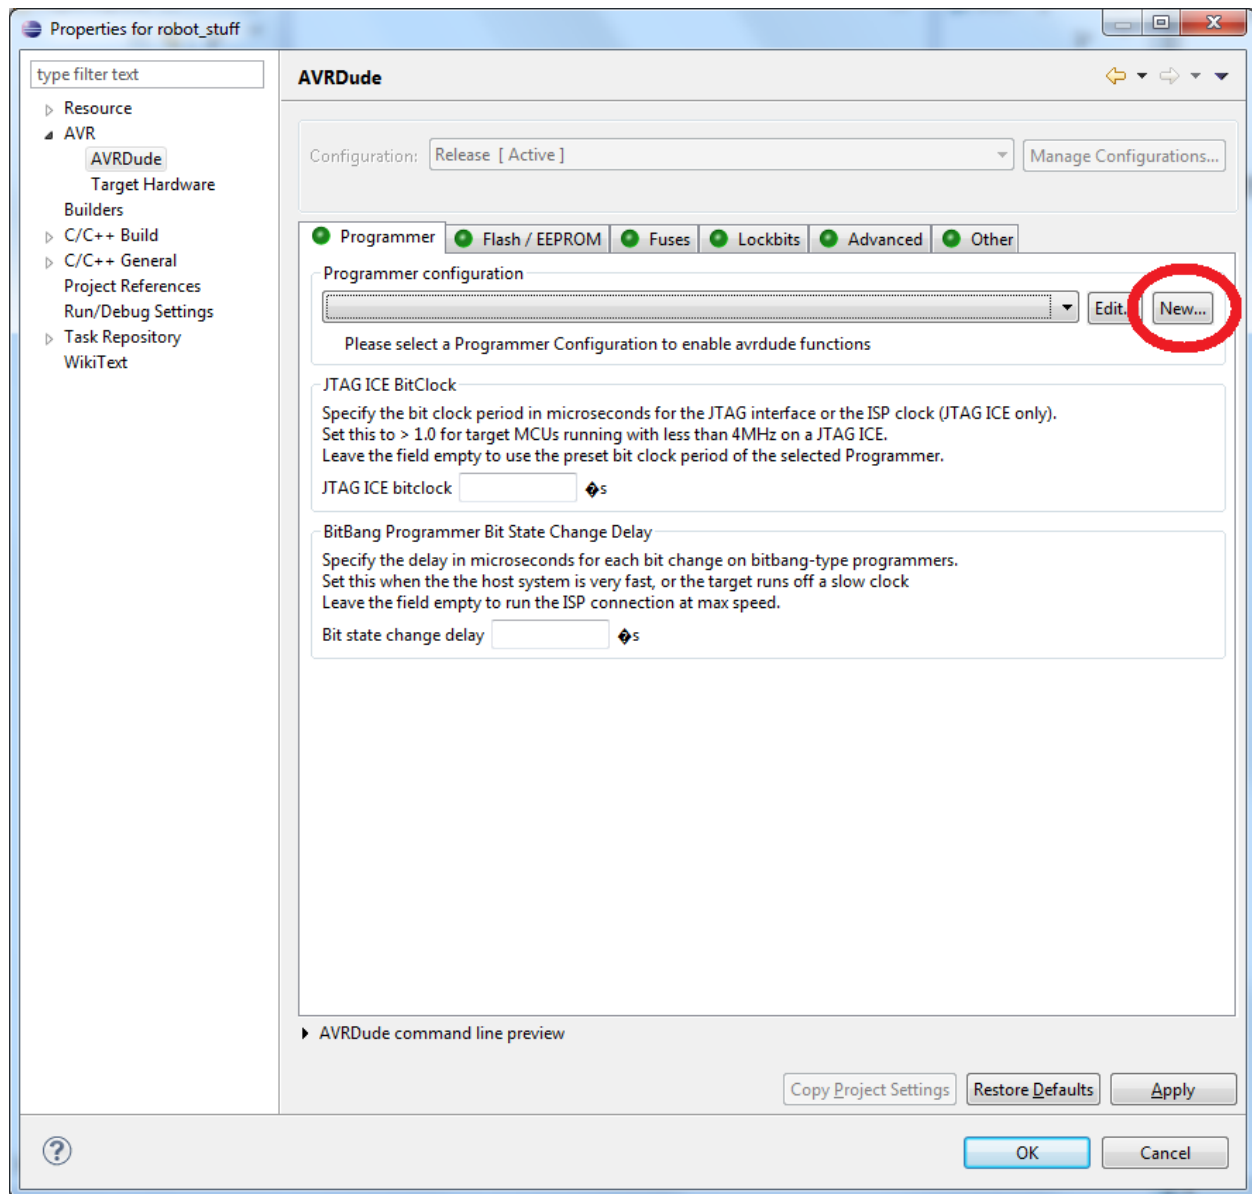 Properties for robot_stuff
type filter text
Resource
AVR
AVRDude
Target Hardware
Builders
C/C++ Build
C/C++ General
Project References
Run/Debug Settings
Task Repository
WikiText
AVRDude
Configuration: Release [ Active ] Manage Configurations...
Programmer Flash / EEPROM Fuses Lockbits Advanced Other
Programmer configuration
Edit. New...
Please select a Programmer Configuration to enable avrdude functions
JTAG ICE BitClock
Specify the bit clock period in microseconds for the JTAG interface or the ISP clock (JTAG ICE only).
Set this to > 1.0 for target MCUs running with less than 4MHz on a JTAG ICE.
Leave the field empty to use the preset bit clock period of the selected Programmer.
JTAG ICE bitclock �s
BitBang Programmer Bit State Change Delay
Specify the delay in microseconds for each bit change on bitbang-type programmers.
Set this when the the host system is very fast, or the target runs off a slow clock
Leave the field empty to run the ISP connection at max speed.
Bit state change delay �s
AVRDude command line preview
Copy Project Settings Restore Defaults Apply
OK Cancel